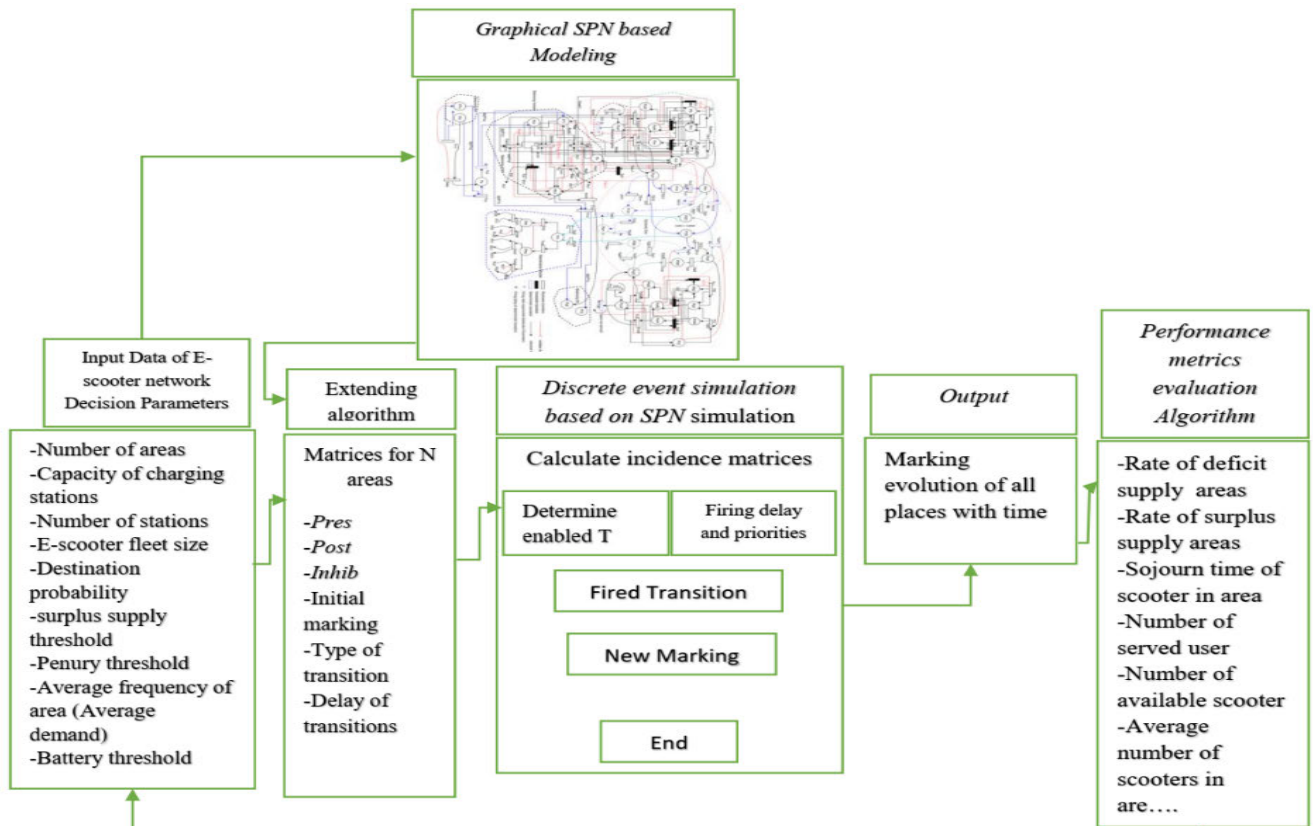 Graphical SPN based
Modeling
Input Data of E-
scooter network
Decision Parameters
-Number of areas
-Capacity of charging
stations
-Number of stations
-E-scooter fleet size
-Destination
probability
-surplus supply
threshold
-Penury threshold
-Average frequency of
area (Average
demand)
-Battery threshold
Extending
algorithm
Matrices for N
areas
-Pres
-Post
-Inhib
-Initial
marking
-Type of
transition
-Delay of
transitions
Discrete event simulation
based on SPN simulation
Calculate incidence matrices
Determine
enabled T
Firing delay
and priorities
Fired Transition
New Marking
End
Output
Marking
evolution of all
places with time
Performance
metrics
evaluation
Algorithm
-Rate of deficit
supply areas
-Rate of surplus
supply areas
-Sojourn time of
scooter in area
-Number of
served user
-Number of
available scooter
-Average
number of
scooters in
are….